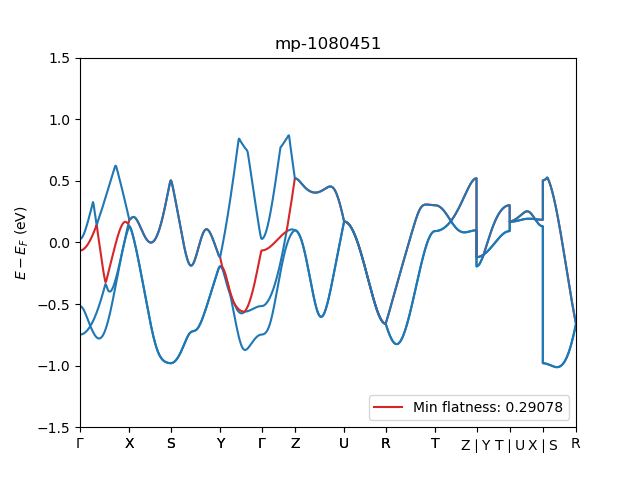 mp-1080451
E − E_F (eV)
1.5
1.0
0.5
0.0
−0.5
−1.0
−1.5
Min flatness: 0.29078
Γ X S Y Γ Z U R T Z|Y T|U X|S R